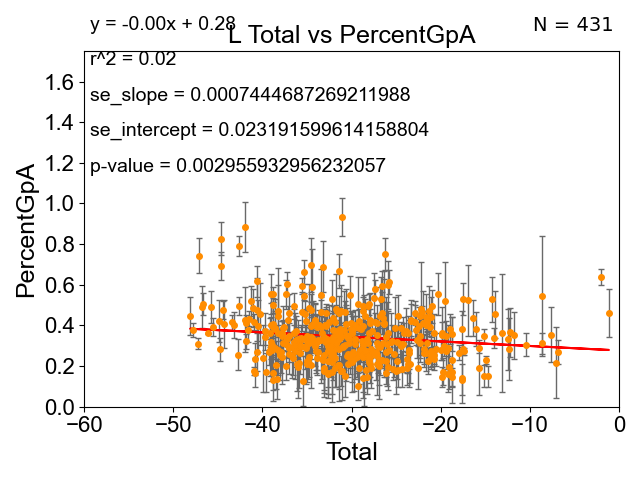 y = -0.00x + 0.28
N = 431
L Total vs PercentGpA
r^2 = 0.02
se_slope = 0.0007444687269211988
se_intercept = 0.023191599614158804
p-value = 0.002955932956232057
1.6
1.4
1.2
1.0
0.8
0.6
0.4
0.2
0.0
PercentGpA
−60
−50
−40
−30
−20
−10
0
Total